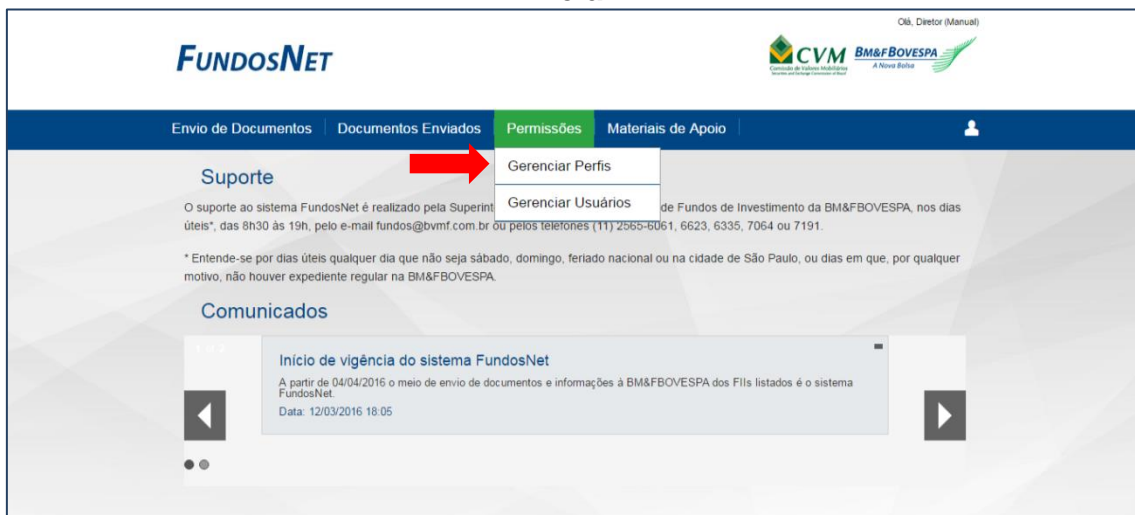 Olá, Diretor (Manual)
FUNDOSNET
CVM
Comissão de Valores Mobiliários
Securities and Exchange Commission of Brazil
BM&FBOVESPA
A Nova Bolsa
Envio de Documentos
Documentos Enviados
Permissões
Materiais de Apoio
Gerenciar Perfis
Gerenciar Usuários
Suporte
O suporte ao sistema FundosNet é realizado pela Superint de Fundos de Investimento da BM&FBOVESPA, nos dias
úteis*, das 8h30 às 19h, pelo e-mail fundos@bvmf.com.br ou pelos telefones (11) 2565-6061, 6623, 6335, 7064 ou 7191.
* Entende-se por dias úteis qualquer dia que não seja sábado, domingo, feriado nacional ou na cidade de São Paulo, ou dias em que, por qualquer
motivo, não houver expediente regular na BM&FBOVESPA.
Comunicados
Início de vigência do sistema FundosNet
A partir de 04/04/2016 o meio de envio de documentos e informações à BM&FBOVESPA dos FIIs listados é o sistema
FundosNet.
Data: 12/03/2016 18:05